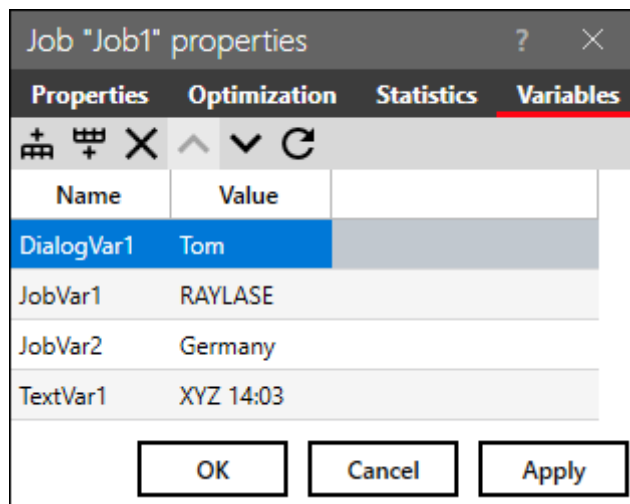 Job "Job1" properties ?
Properties Optimization Statistics Variables
Name Value
DialogVar1 Tom
JobVar1 RAYLASE
JobVar2 Germany
TextVar1 XYZ 14:03
OK Cancel Apply